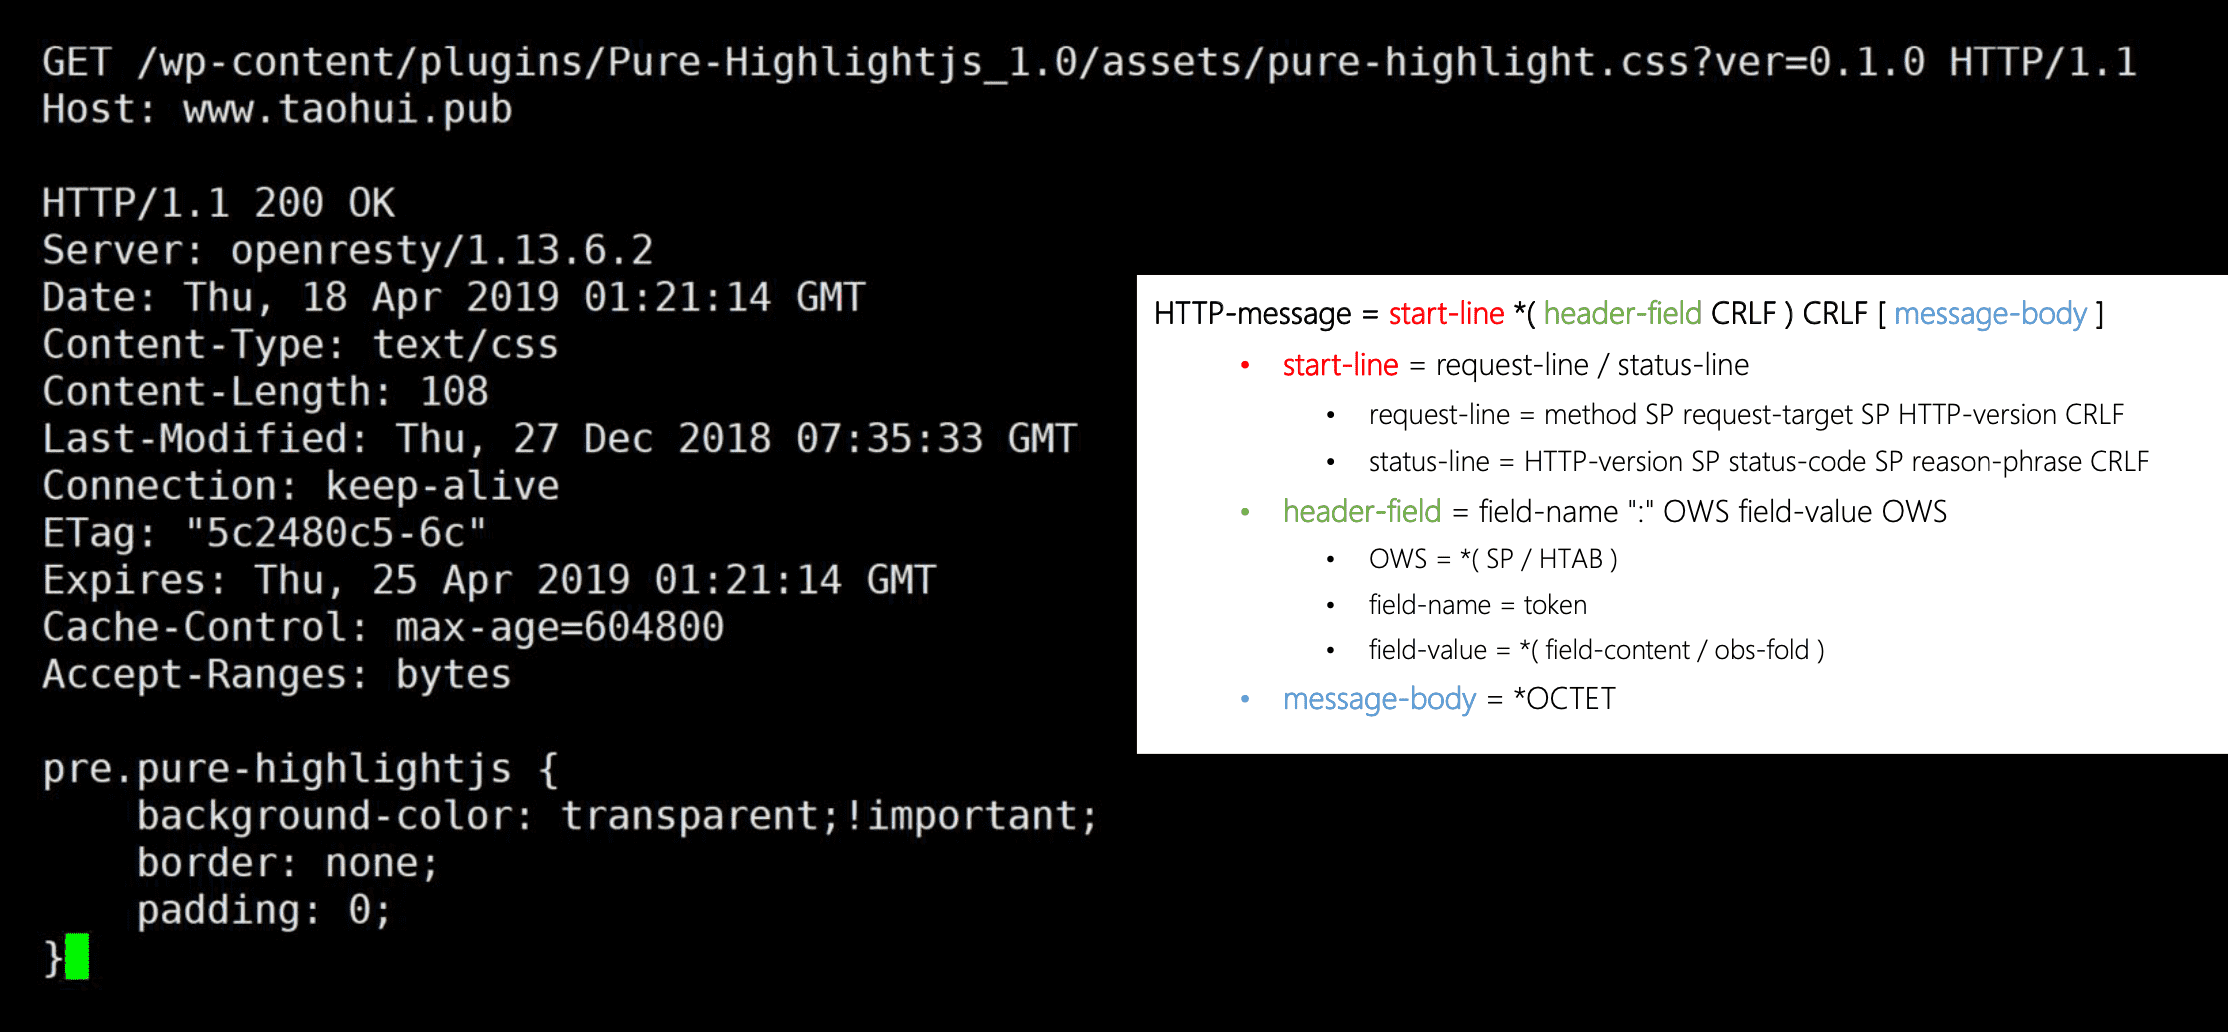 GET /wp-content/plugins/Pure-Highlightjs_1.0/assets/pure-highlight.css?ver=0.1.0 HTTP/1.1
Host: www.taohui.pub
HTTP/1.1 200 OK
Server: openresty/1.13.6.2
Date: Thu, 18 Apr 2019 01:21:14 GMT
Content-Type: text/css
Content-Length: 108
Last-Modified: Thu, 27 Dec 2018 07:35:33 GMT
Connection: keep-alive
ETag: "5c2480c5-6c"
Expires: Thu, 25 Apr 2019 01:21:14 GMT
Cache-Control: max-age=604800
Accept-Ranges: bytes
pre.pure-highlightjs {
background-color: transparent;!important;
border: none;
padding: 0;
}
HTTP-message = start-line *( header-field CRLF ) CRLF [ message-body ]
• start-line = request-line / status-line
• request-line = method SP request-target SP HTTP-version CRLF
• status-line = HTTP-version SP status-code SP reason-phrase CRLF
• header-field = field-name ":" OWS field-value OWS
• OWS = *( SP / HTAB )
• field-name = token
• field-value = *( field-content / obs-fold )
• message-body = *OCTET